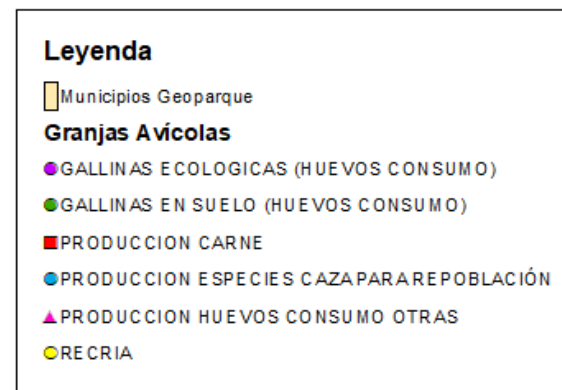 Leyenda
Municipios Geoparque
Granjas Avícolas
GALLINAS ECOLOGICAS (HUEVOS CONSUMO)
GALLINAS EN SUELO (HUEVOS CONSUMO)
PRODUCCION CARNE
PRODUCCION ESPECIES CAZA PARA REPOBLACIÓN
PRODUCCION HUEVOS CONSUMO OTRAS
RECRIA